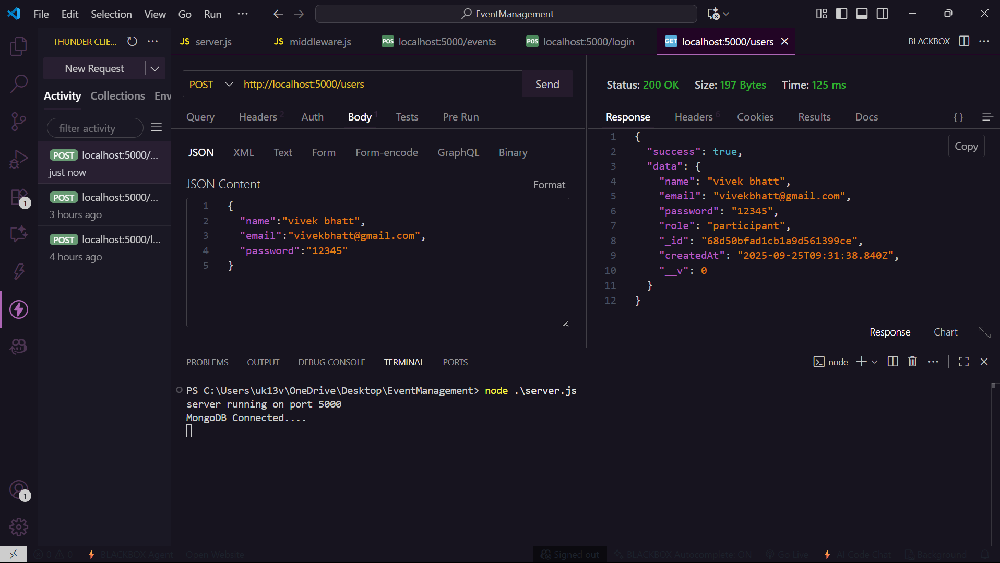 File Edit Selection View Go Run ··· EventManagement
THUNDER CLIE... ···
JS server.js JS middleware.js POS localhost:5000/events POS localhost:5000/login GET localhost:5000/users BLACKBOX ···
New Request
POST http://localhost:5000/users Send
Status: 200 OK Size: 197 Bytes Time: 125 ms
Activity Collections Env
Query Headers 2 Auth Body 1 Tests Pre Run
Response Headers 6 Cookies Results Docs {}
filter activity
POST localhost:5000/...
just now
POST localhost:5000/...
3 hours ago
POST localhost:5000/l...
4 hours ago
JSON XML Text Form Form-encode GraphQL Binary
JSON Content Format
1 {
2 "name":"vivek bhatt",
3 "email":"vivekbhatt@gmail.com",
4 "password":"12345"
5 }
Copy
1 {
2 "success": true,
3 "data": {
4 "name": "vivek bhatt",
5 "email": "vivekbhatt@gmail.com",
6 "password": "12345",
7 "role": "participant",
8 "_id": "68d50bfad1cb1a9d561399ce",
9 "createdAt": "2025-09-25T09:31:38.840Z",
10 "__v": 0
11 }
12 }
Response Chart
PROBLEMS OUTPUT DEBUG CONSOLE TERMINAL PORTS node ···
PS C:\Users\uk13v\OneDrive\Desktop\EventManagement> node .\server.js
server running on port 5000
MongoDB Connected....
1
1
0 0 BLACKBOX Agent Open Website Signed out BLACKBOX Autocomplete: ON Go Live AI Code Chat Background